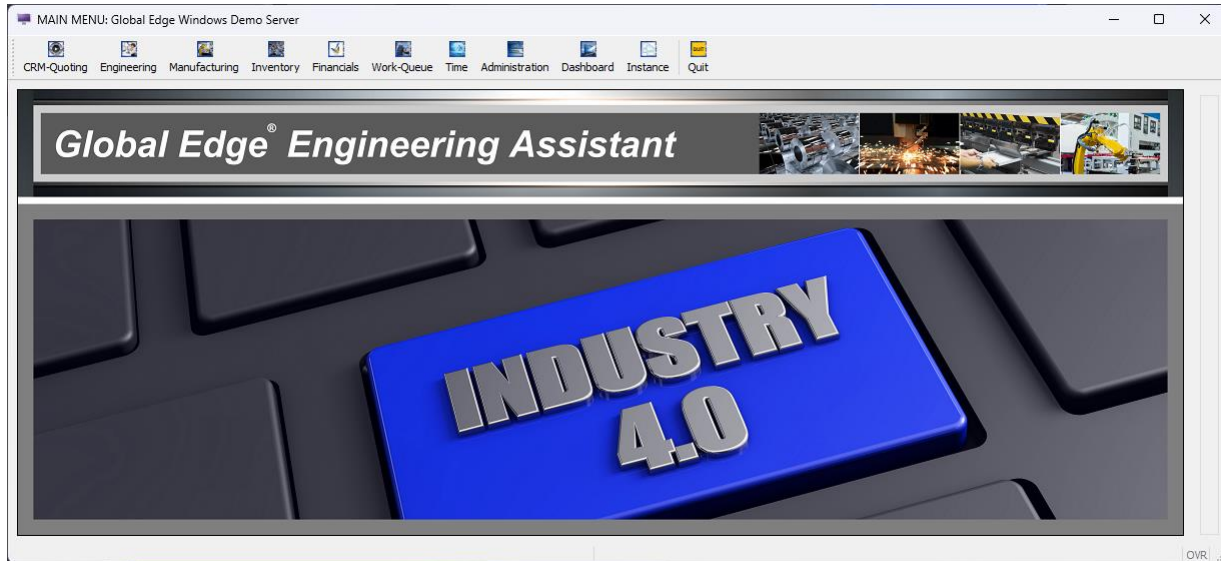 MAIN MENU: Global Edge Windows Demo Server
CRM-Quoting Engineering Manufacturing Inventory Financials Work-Queue Time Administration Dashboard Instance Quit
Global Edge® Engineering Assistant
INDUSTRY
4.0
OVR